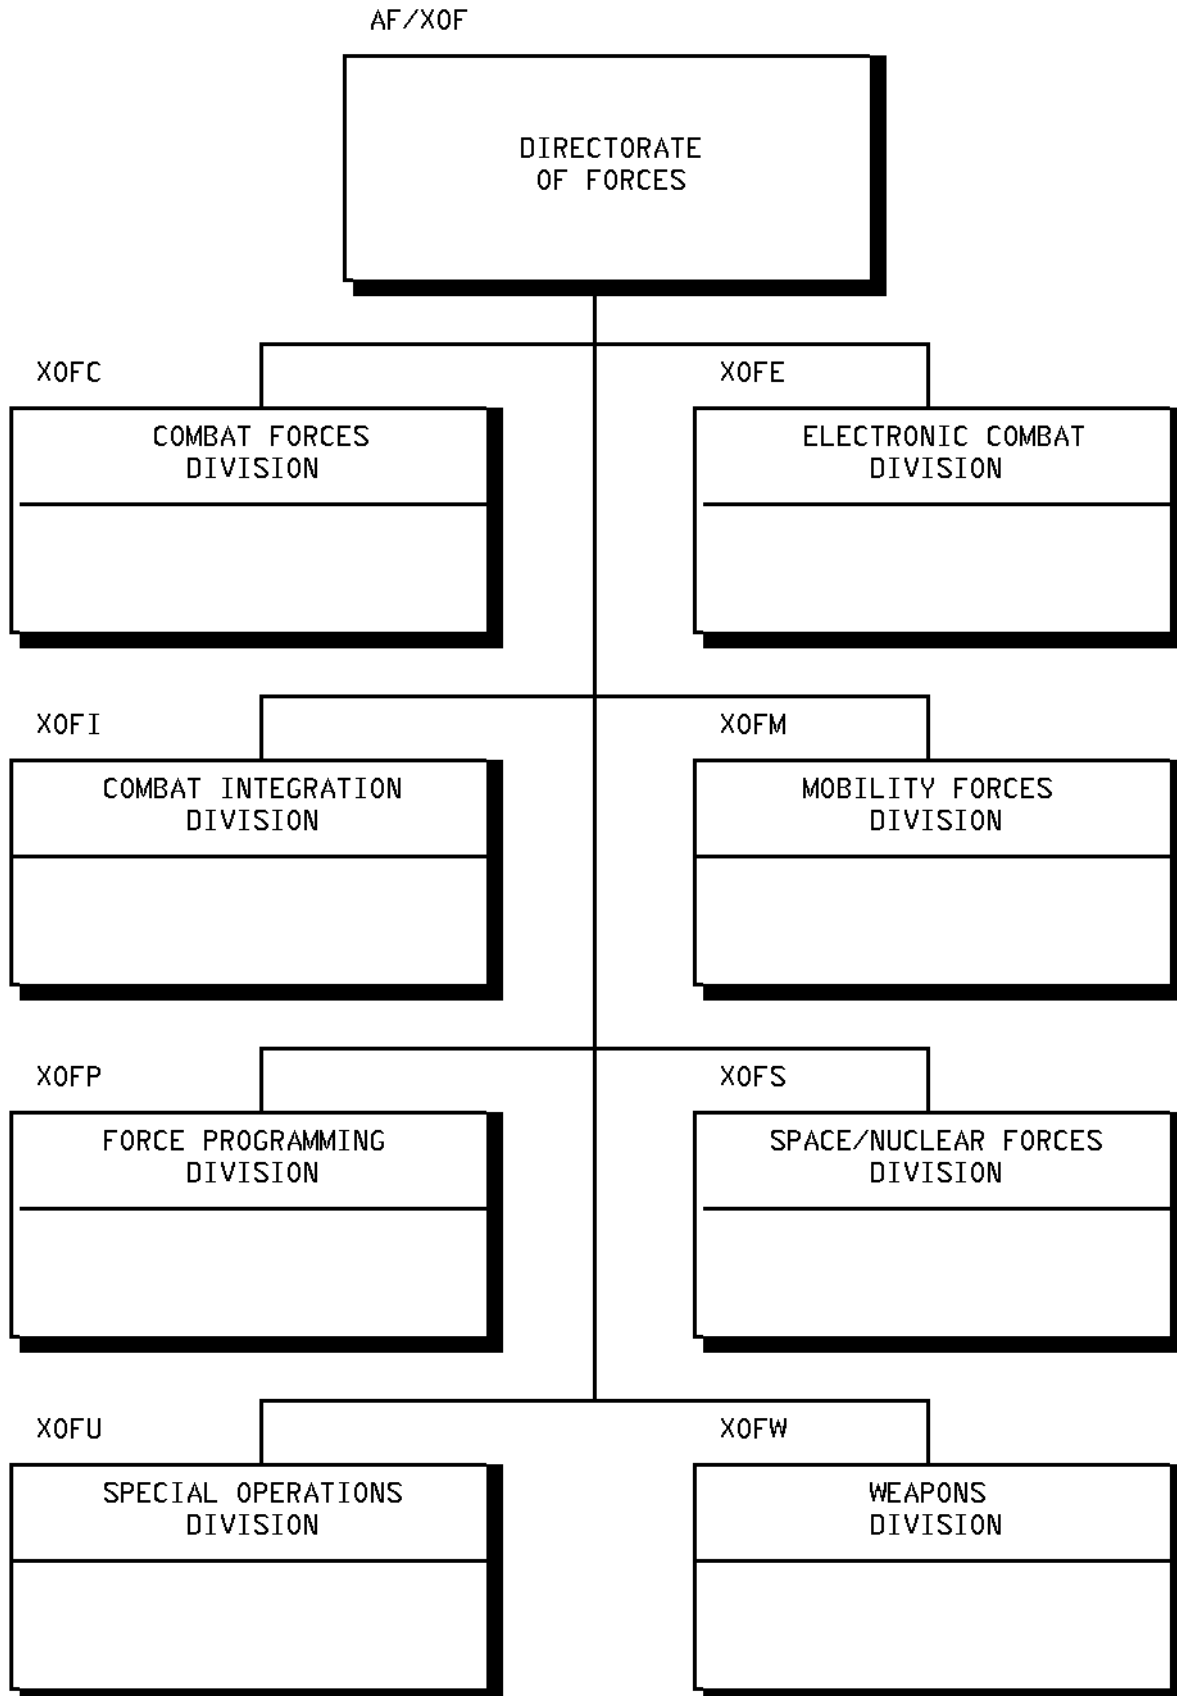 AF/XOF
DIRECTORATE
OF FORCES
XOFC
COMBAT FORCES
DIVISION
XOFE
ELECTRONIC COMBAT
DIVISION
XOFI
COMBAT INTEGRATION
DIVISION
XOFM
MOBILITY FORCES
DIVISION
XOFP
FORCE PROGRAMMING
DIVISION
XOFS
SPACE/NUCLEAR FORCES
DIVISION
XOFU
SPECIAL OPERATIONS
DIVISION
XOFW
WEAPONS
DIVISION